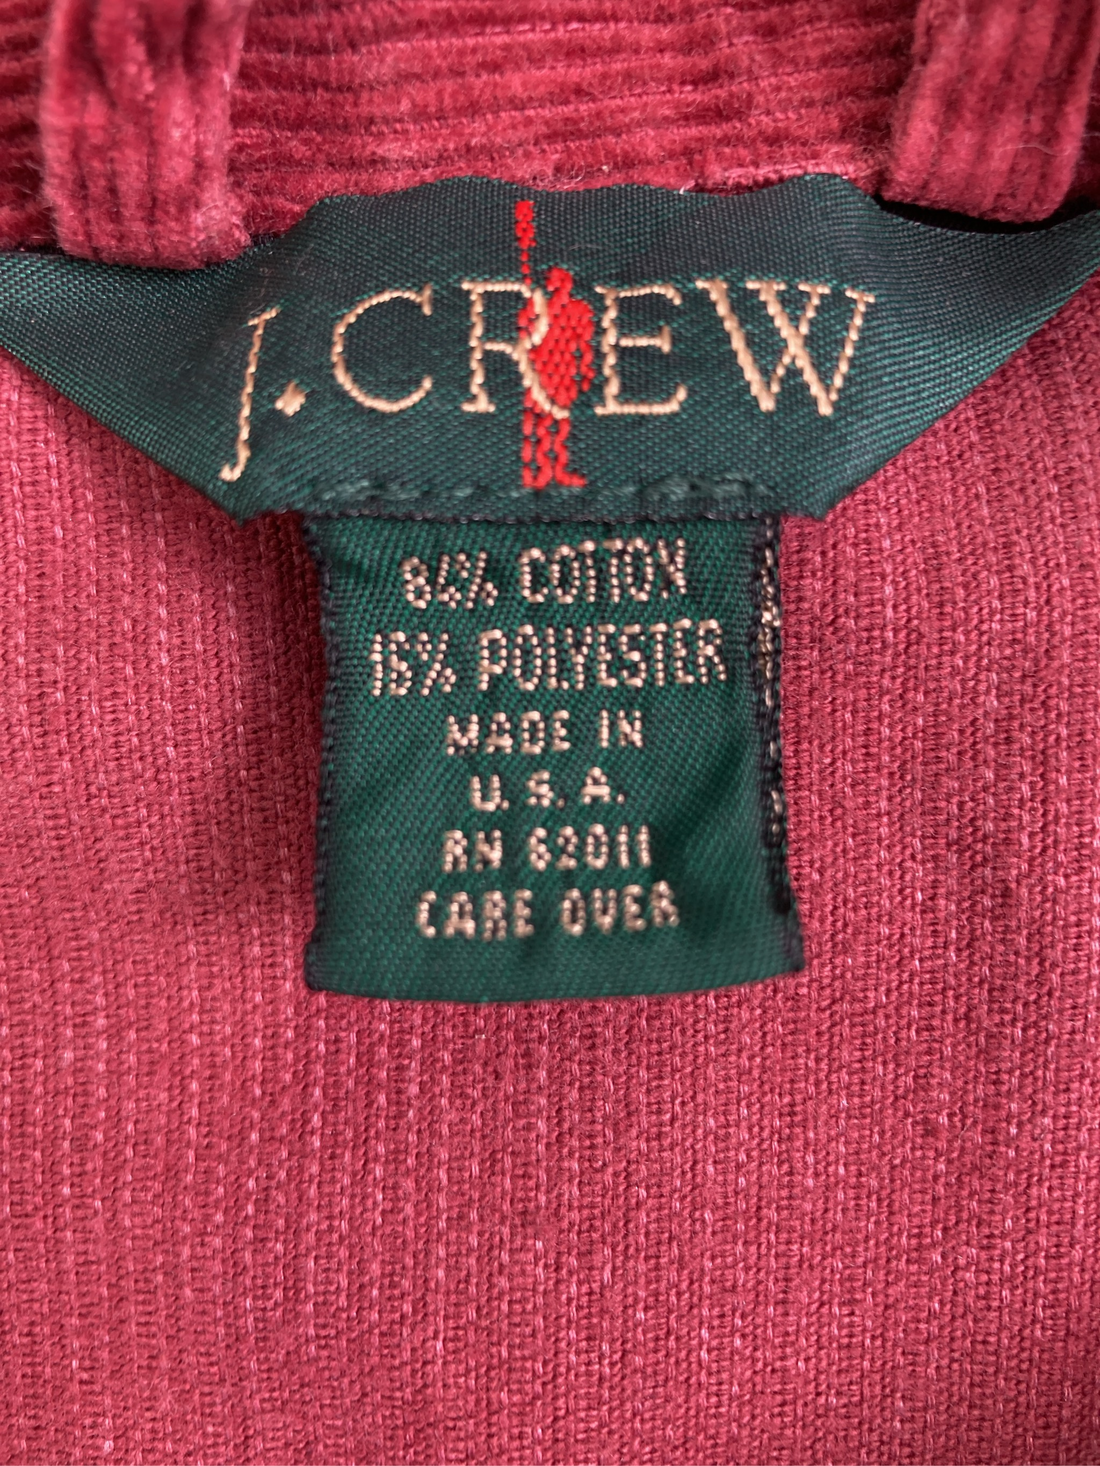 J.CREW
84% COTTON
16% POLYESTER
MADE IN
U.S.A.
RN 62011
CARE OVER